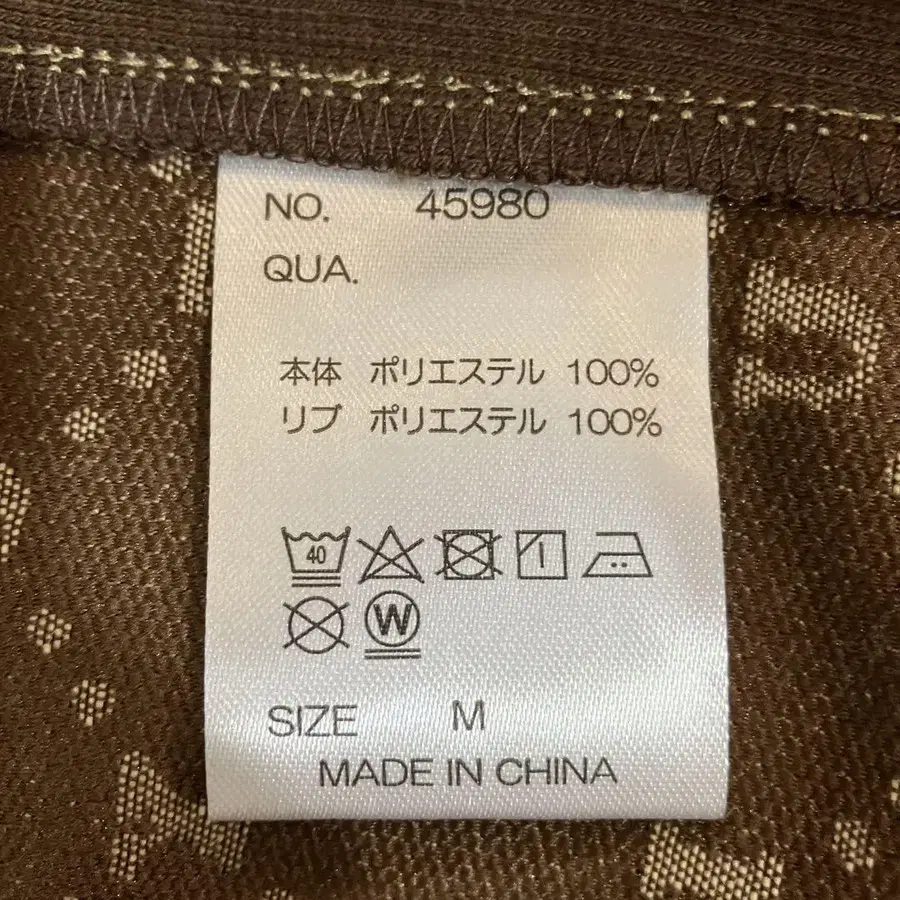 NO. 45980
QUA.
本体 ポリエステル 100%
リブ ポリエステル 100%
40
W
SIZE M
MADE IN CHINA